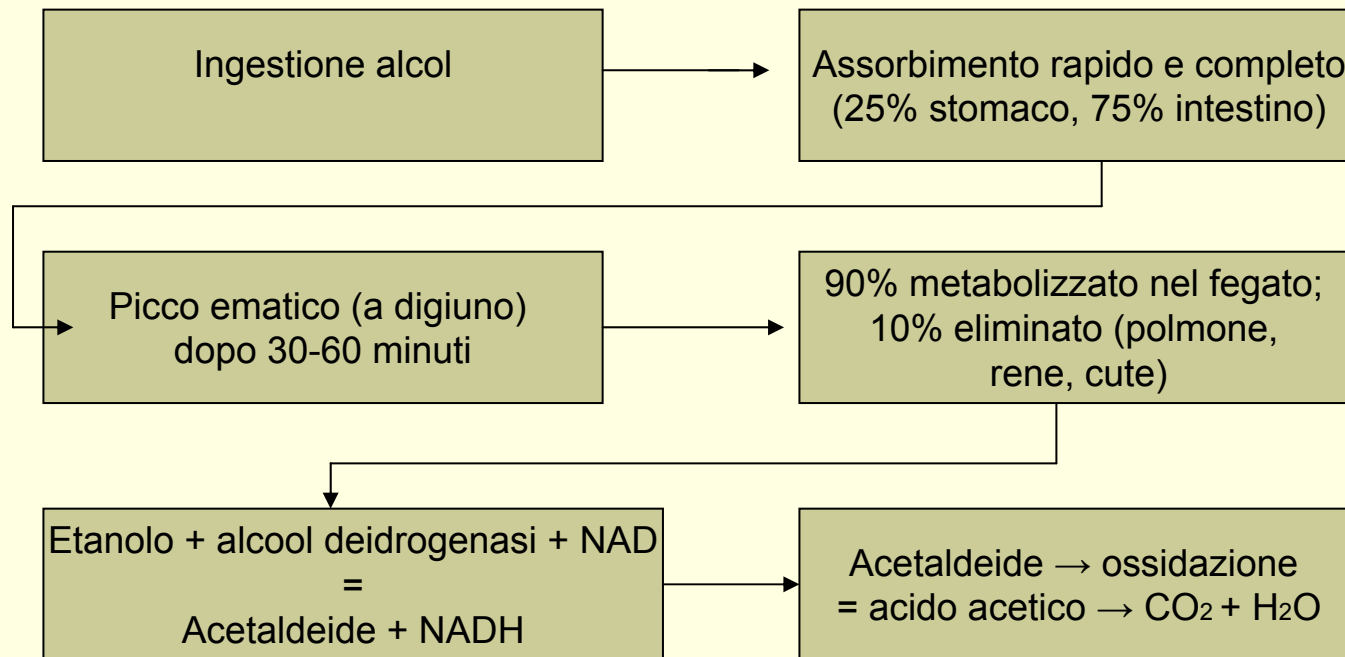 Ingestione alcol
Assorbimento rapido e completo
(25% stomaco, 75% intestino)
Picco ematico (a digiuno)
dopo 30-60 minuti
90% metabolizzato nel fegato;
10% eliminato (polmone,
rene, cute)
Etanolo + alcool deidrogenasi + NAD
=
Acetaldeide + NADH
Acetaldeide → ossidazione
= acido acetico → CO2 + H2O